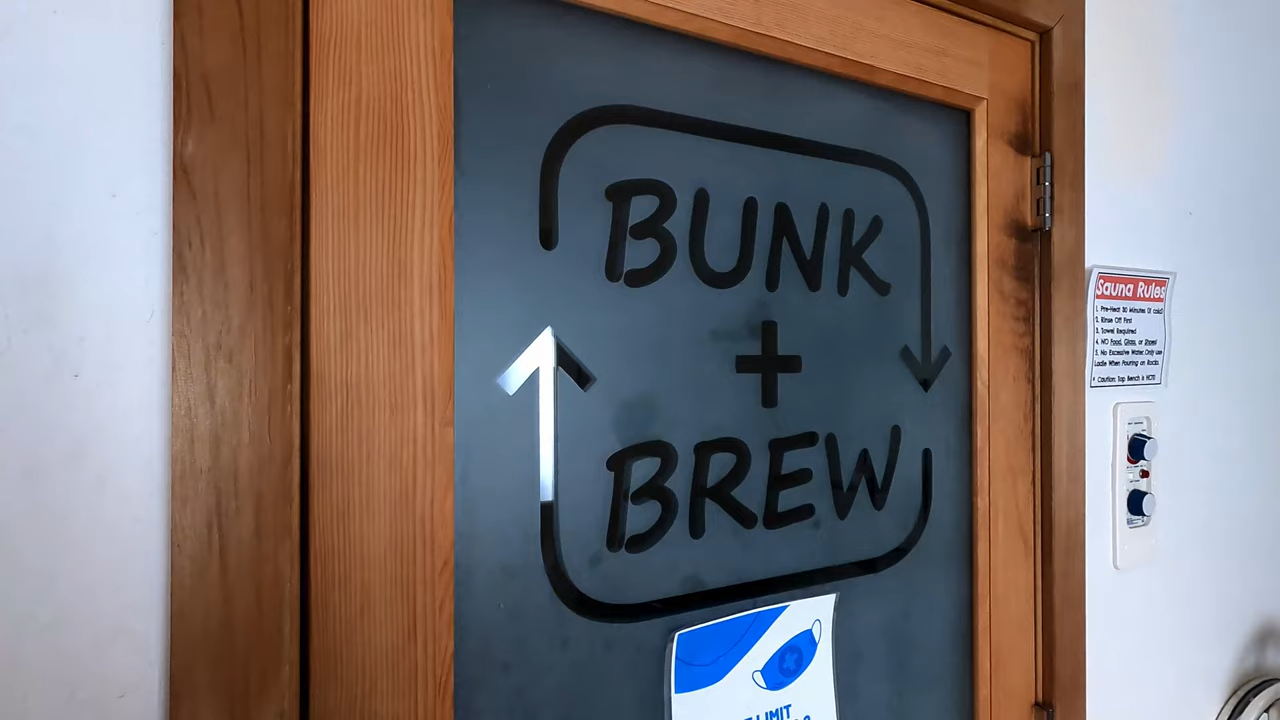 BUNK
+
BREW
Sauna Rules
1. Pre-Heat 30 Minutes (if cold)
2. Rinse Off First
3. Towel Required
4. NO Food, Glass, or Shoes!
5. No Excessive Water. Only use
Ladle When Pouring on Rocks.
* Caution: Top Bench is HOT!
LIMIT